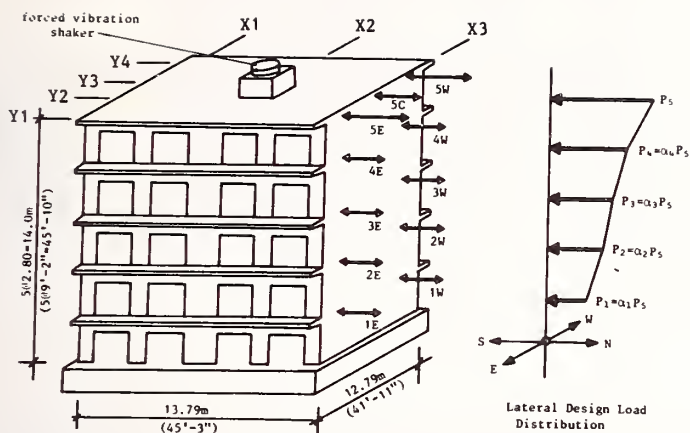 forced vibration
shaker
X1
X2
X3
Y4
Y3
Y2
Y1
5W
5C
5E
4W
4E
3W
3E
2W
2E
1W
1E
5@2.80=14.0m
(5@9'-2"=45'-10")
13.79m
(45'-3")
12.79m
(41'-11")
P5
P4=α4P5
P3=α3P5
P2=α2P5
P1=α1P5
W
S
N
E
Lateral Design Load
Distribution